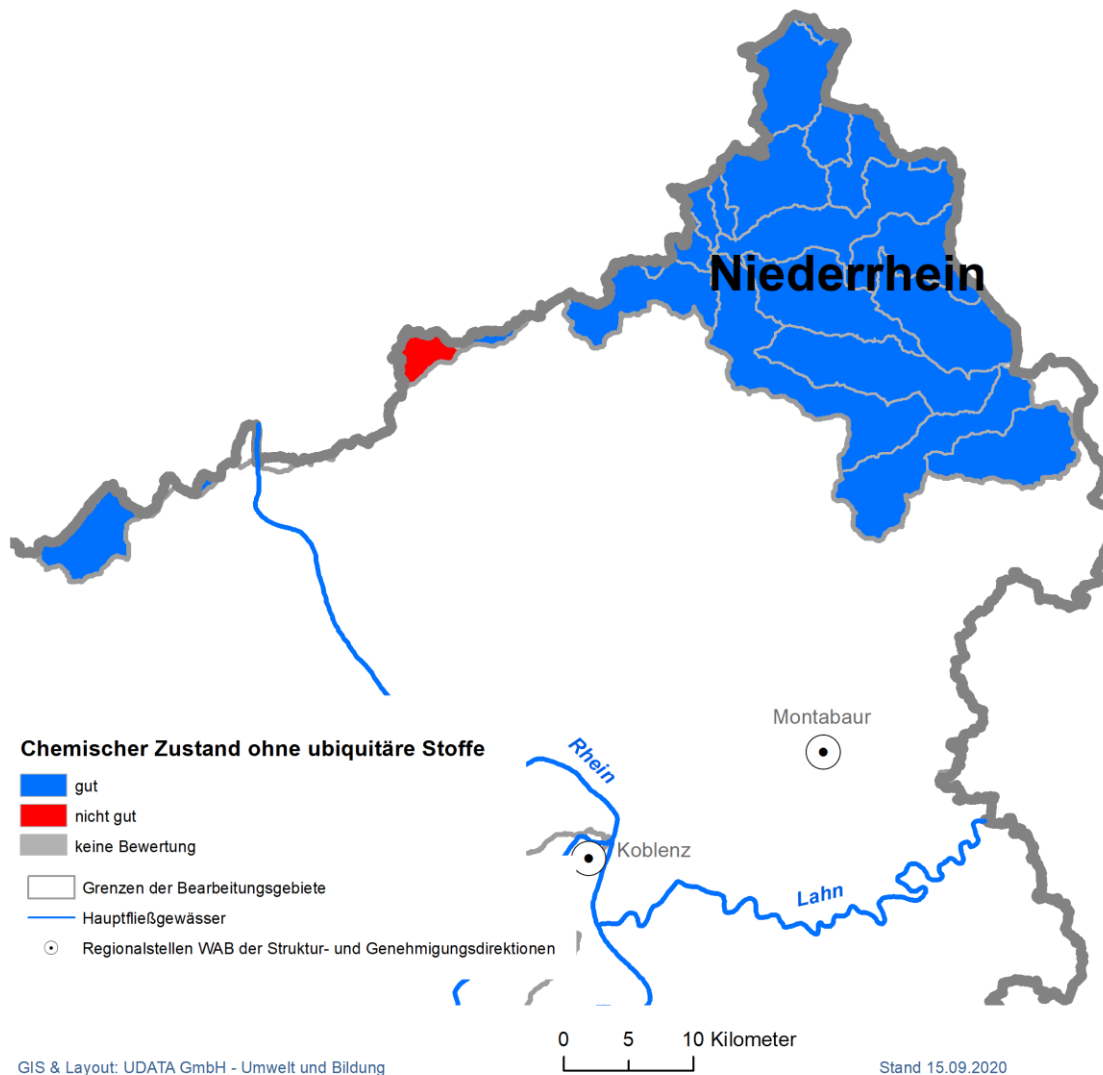 Niederrhein
Montabaur
Rhein
Koblenz
Lahn
Chemischer Zustand ohne ubiquitäre Stoffe
gut
nicht gut
keine Bewertung
Grenzen der Bearbeitungsgebiete
Hauptfließgewässer
Regionalstellen WAB der Struktur- und Genehmigungsdirektionen
0 5 10 Kilometer
GIS & Layout: UDATA GmbH - Umwelt und Bildung
Stand 15.09.2020